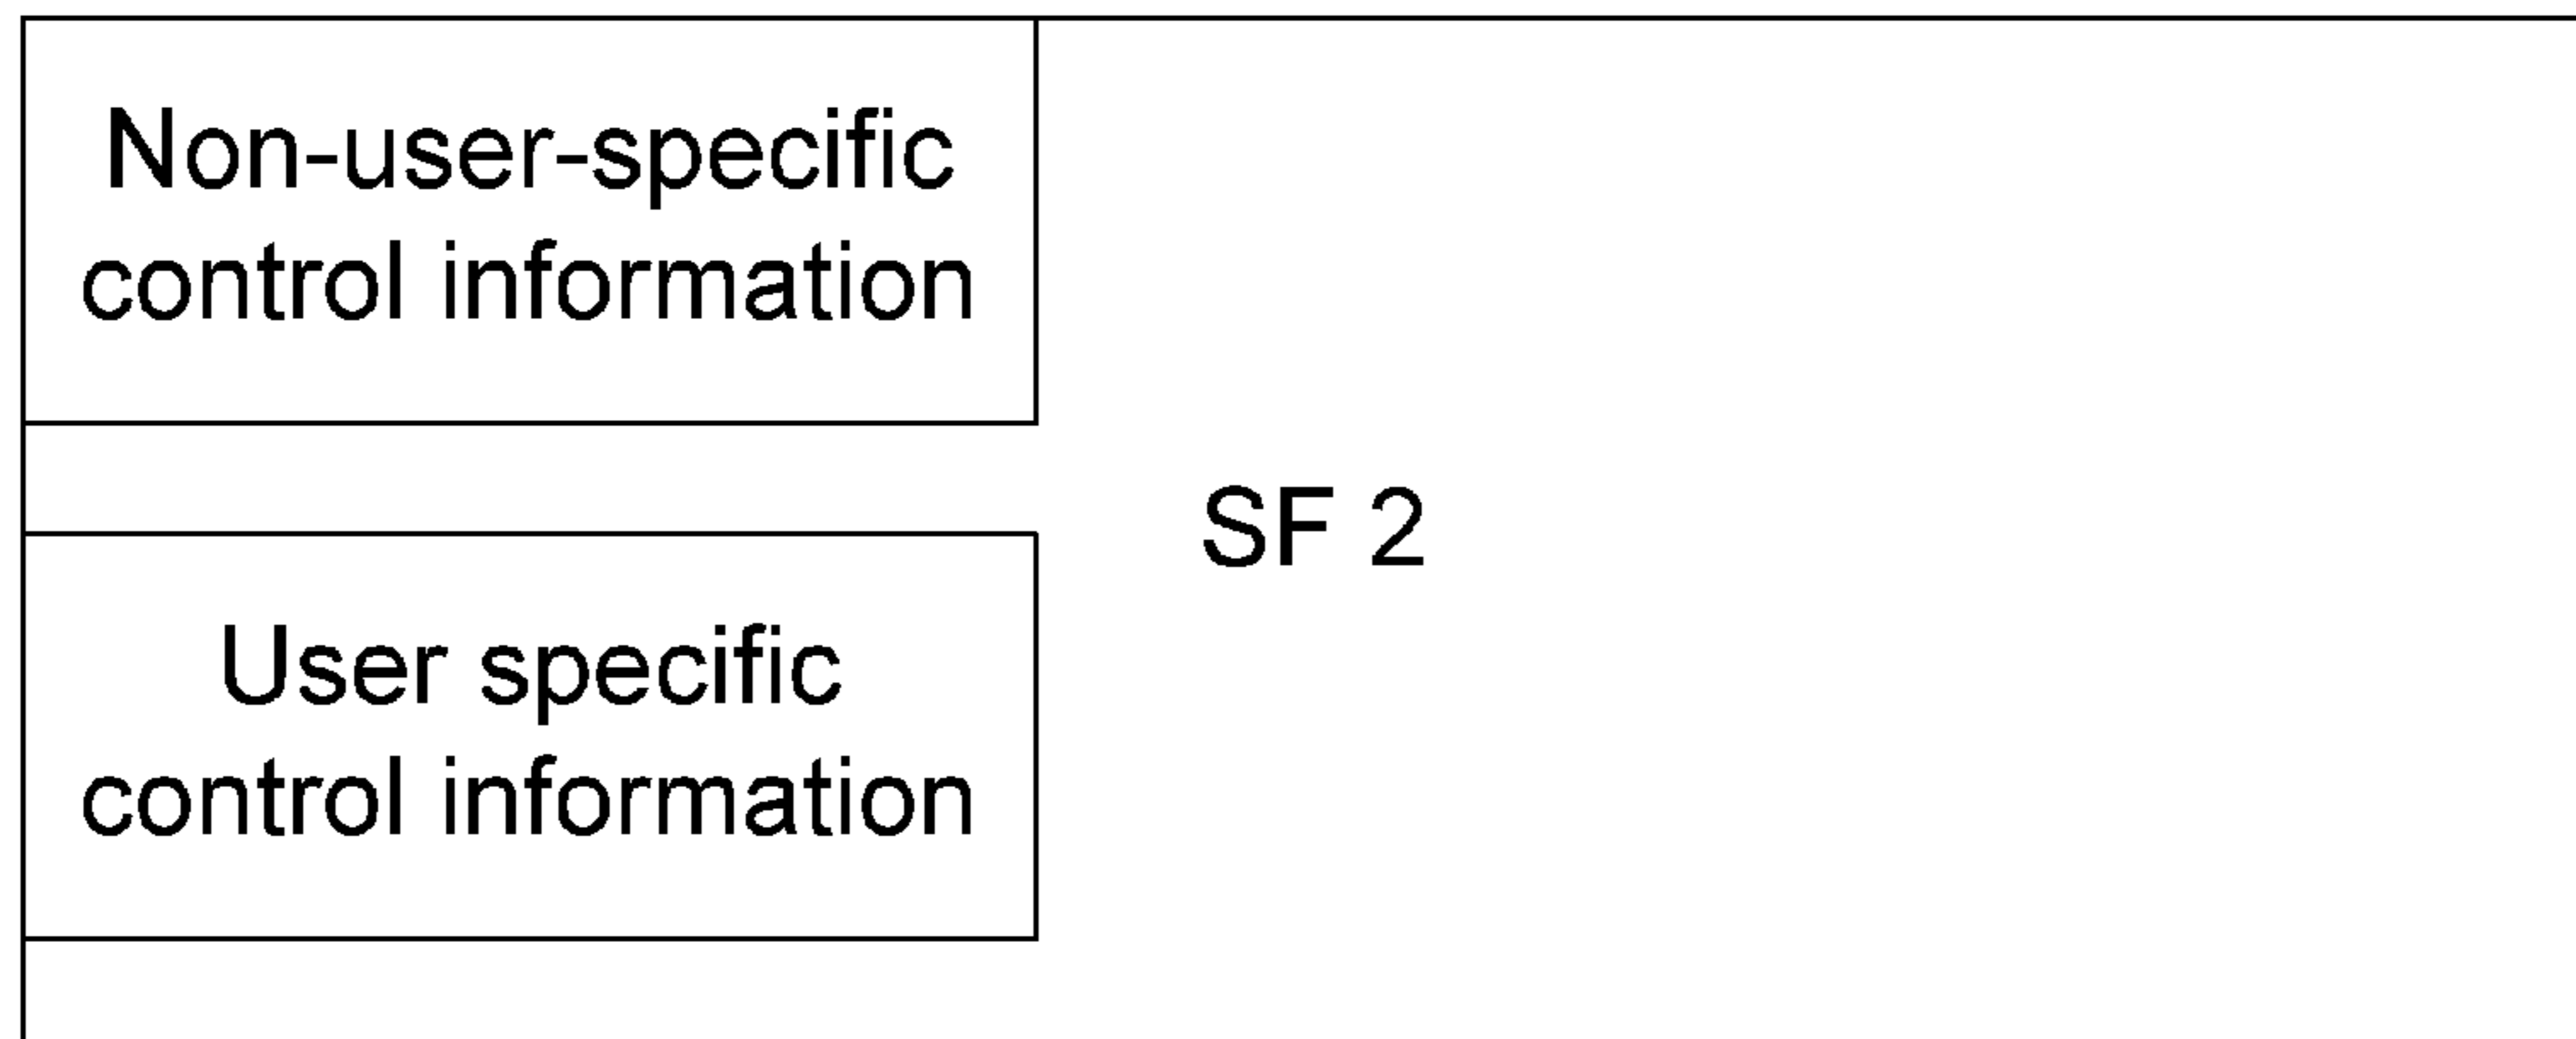 Non-user-specific
control information
SF 2
User specific
control information